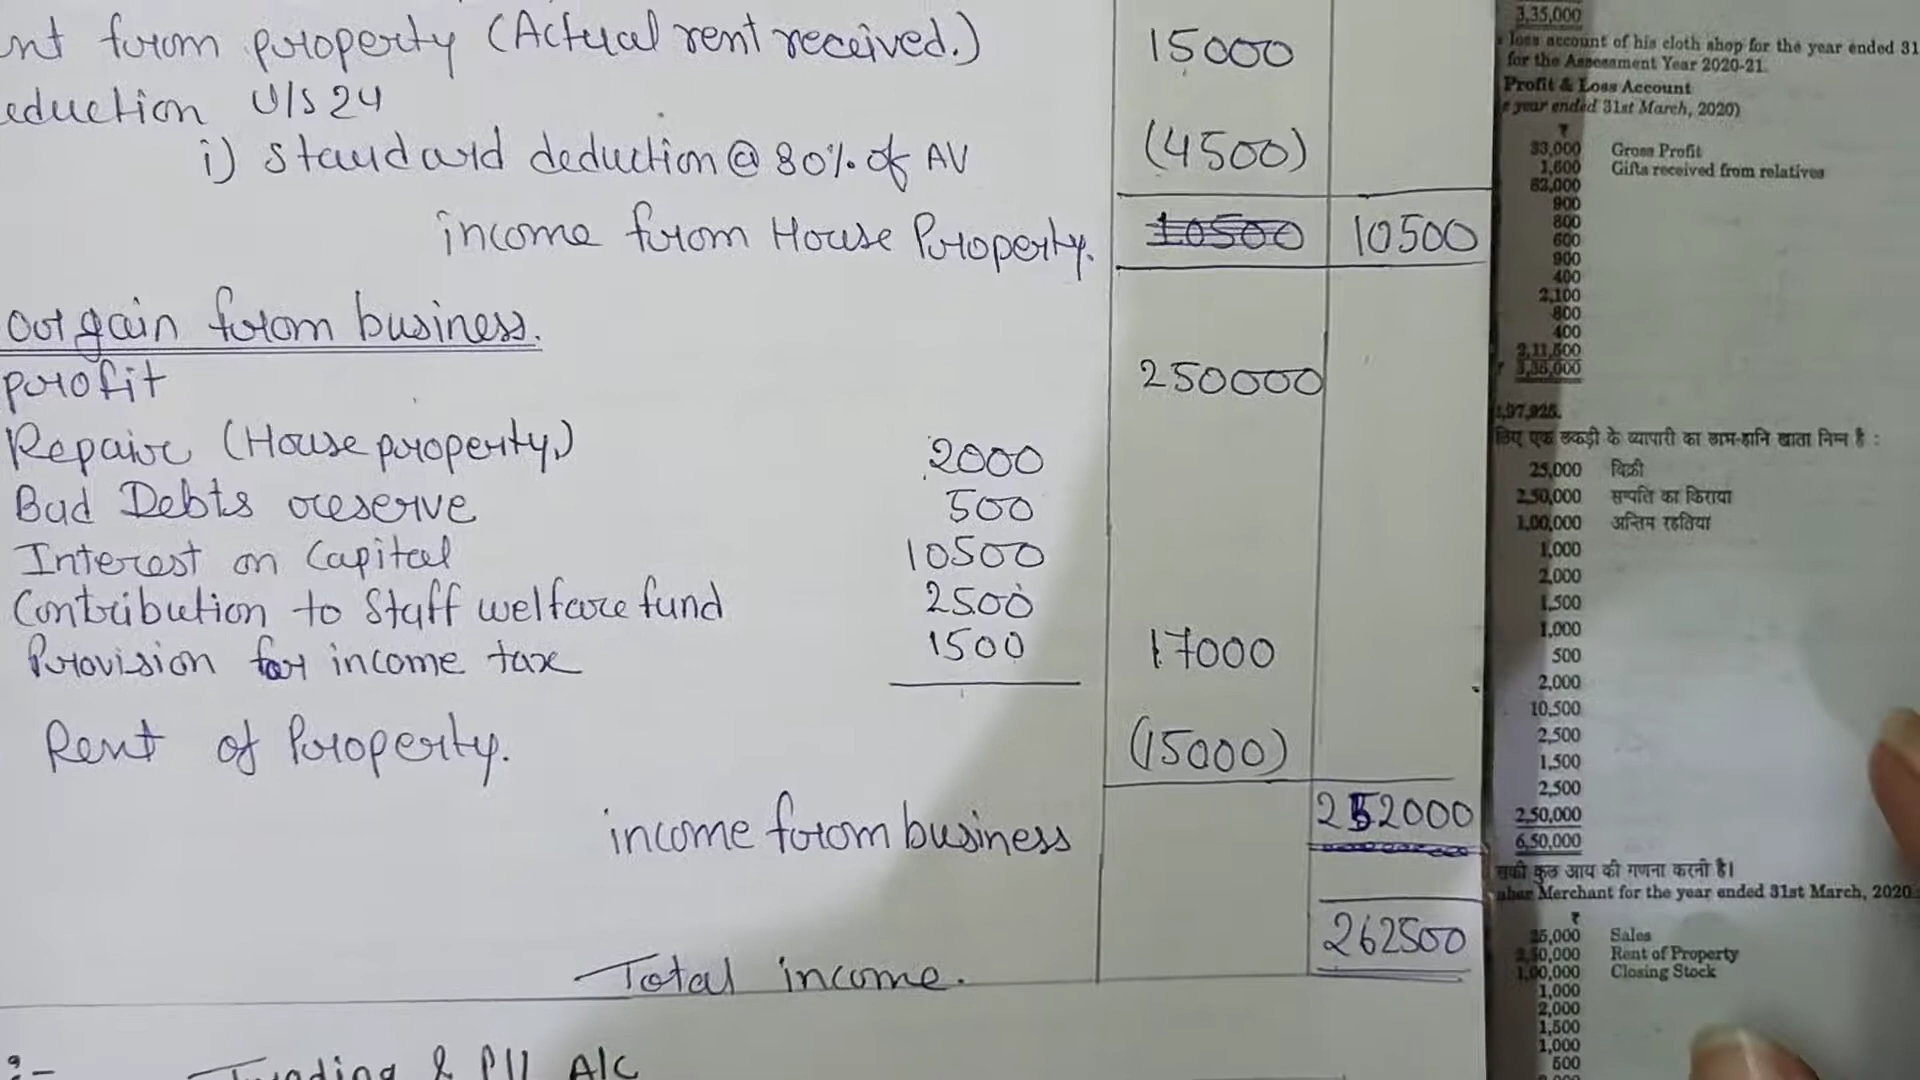 nt from property (Actual rent received.) 15000
eduction U/S 24
i) standard deduction @ 30% of AV (4500)
income from House Property. 10500 10500
or gain from business.
profit 250000
Repair (House property) 2000
Bad Debts reserve 500
Interest on Capital 10500
Contribution to Staff welfare fund 2500
Provision for income tax 1500 17000
Rent of Property. (15000)
income from business 252000
Total income. 262500
:- Trading & P/L A/C
3,35,000
loss account of his cloth shop for the year ended 31
for the Assessment Year 2020-21.
Profit & Loss Account
year ended 31st March, 2020)
₹
33,000 Gross Profit
1,600 Gifts received from relatives
62,000
900
800
600
900
400
2,100
800
400
2,11,500
3,35,000
1,97,925.
लिए एक लकड़ी के व्यापारी का लाभ-हानि खाता निम्न है :
25,000 बिक्री
2,50,000 सम्पति का किराया
1,00,000 अन्तिम रहतिया
1,000
2,000
1,500
1,000
500
2,000
10,500
2,500
1,500
2,500
2,50,000
6,50,000
सकी कुल आय की गणना करनी है।
mber Merchant for the year ended 31st March, 2020
₹
25,000 Sales
2,50,000 Rent of Property
1,00,000 Closing Stock
1,000
2,000
1,500
1,000
500